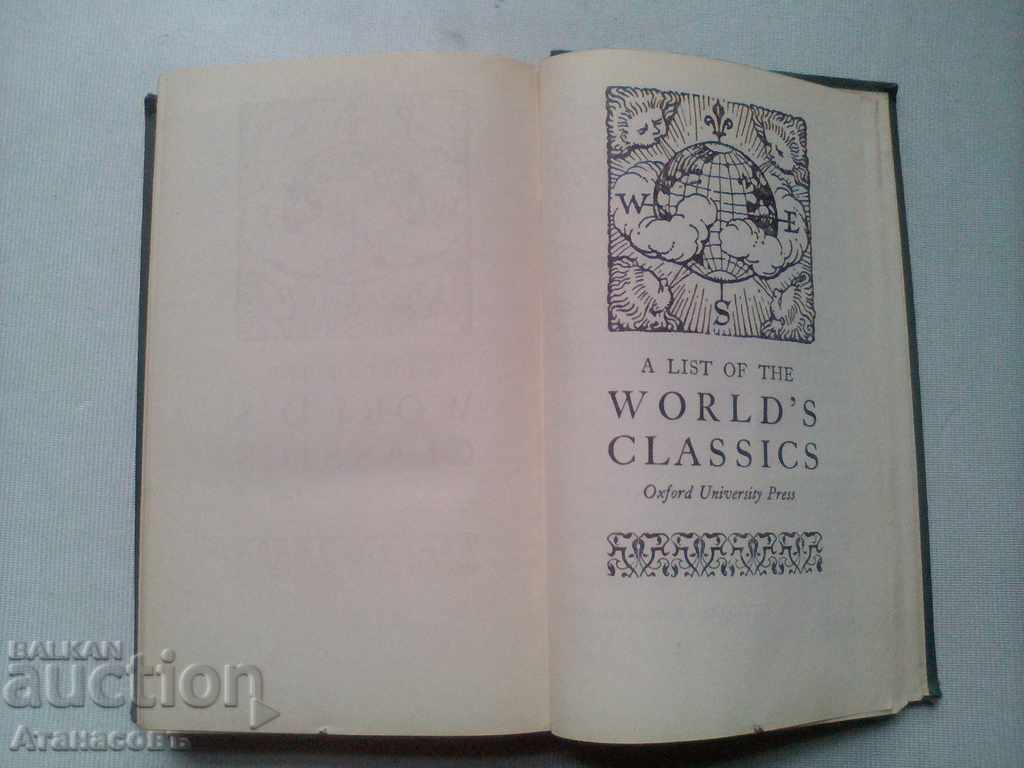 W
E
S
A LIST OF THE
WORLD'S
CLASSICS
Oxford University Press
BALKAN
auction
Атанасовъ